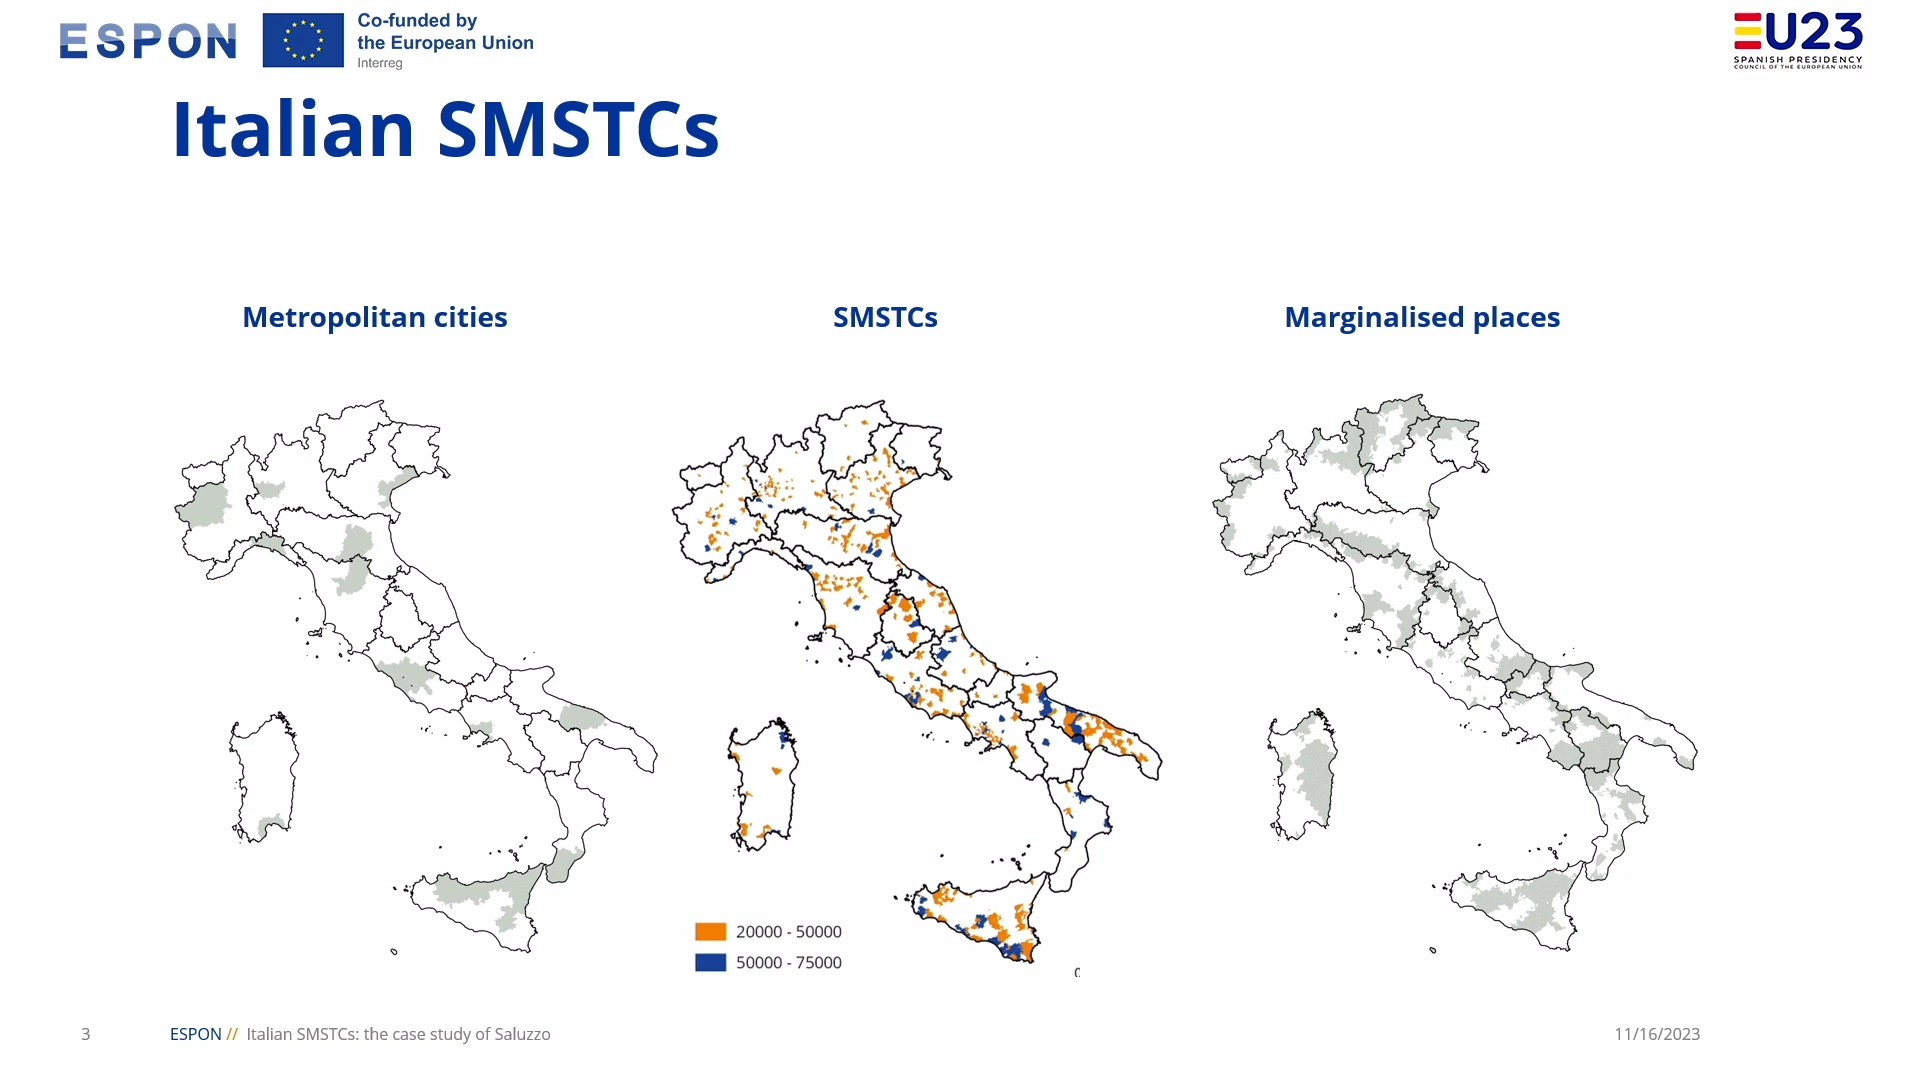 ESPON
Co-funded by
the European Union
Interreg
EU23
SPANISH PRESIDENCY
COUNCIL OF THE EUROPEAN UNION
Italian SMSTCs
Metropolitan cities
SMSTCs
Marginalised places
20000 - 50000
50000 - 75000
0
3
ESPON // Italian SMSTCs: the case study of Saluzzo
11/16/2023